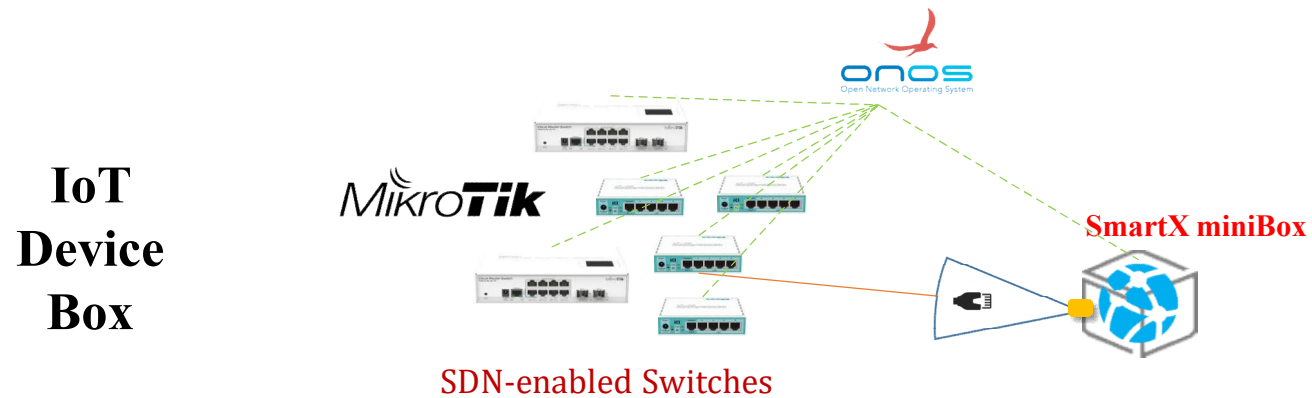 ONOS
Open Network Operating System
IoT
Device
Box
MikroTik
SmartX miniBox
SDN-enabled Switches